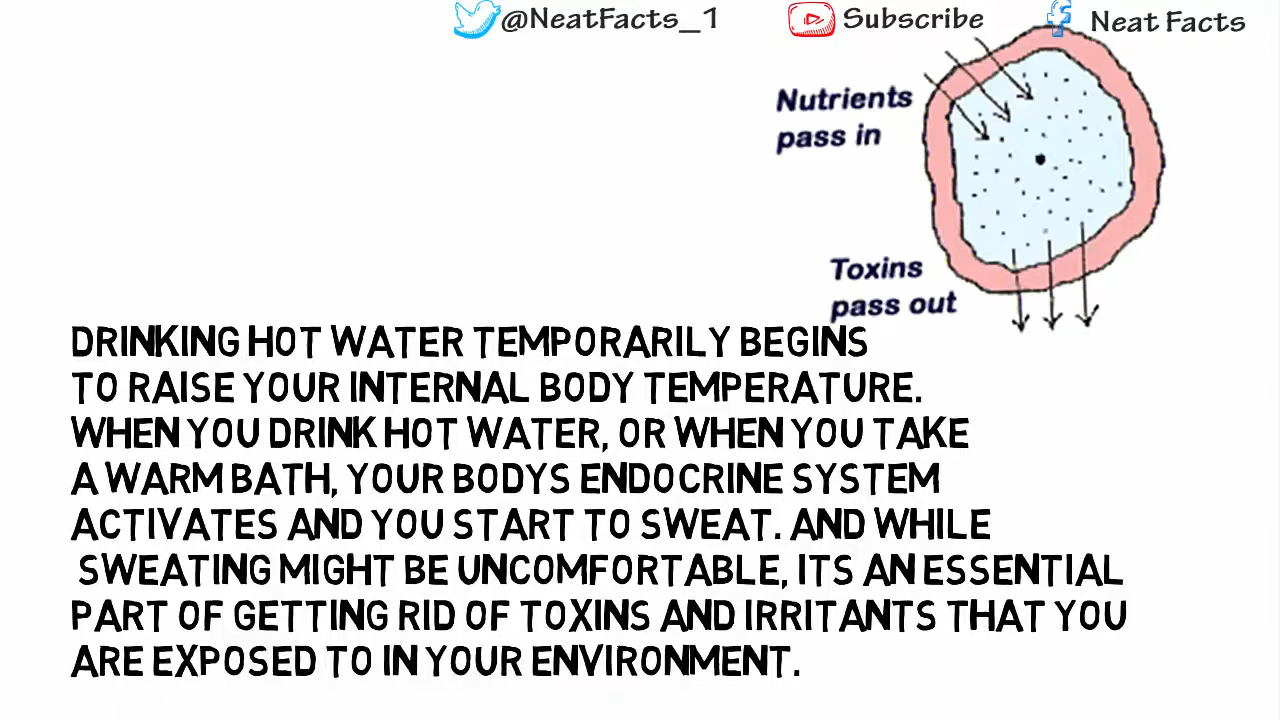 @NeatFacts_1 Subscribe Neat Facts
Nutrients
pass in
Toxins
pass out
DRINKING HOT WATER TEMPORARILY BEGINS
TO RAISE YOUR INTERNAL BODY TEMPERATURE.
WHEN YOU DRINK HOT WATER, OR WHEN YOU TAKE
A WARM BATH, YOUR BODYS ENDOCRINE SYSTEM
ACTIVATES AND YOU START TO SWEAT. AND WHILE
SWEATING MIGHT BE UNCOMFORTABLE, ITS AN ESSENTIAL
PART OF GETTING RID OF TOXINS AND IRRITANTS THAT YOU
ARE EXPOSED TO IN YOUR ENVIRONMENT.